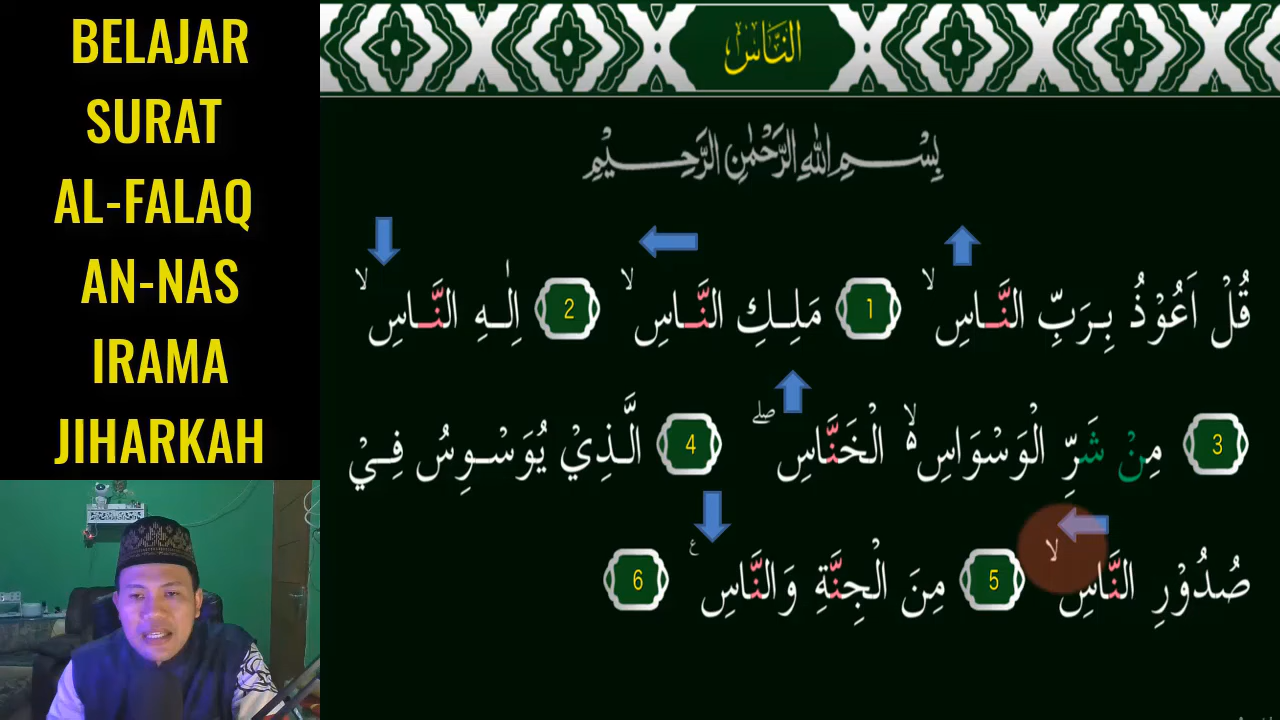 BELAJAR
SURAT
AL-FALAQ
AN-NAS
IRAMA
JIHARKAH
النَّاسْ
بِسْمِ اللهِ الرَّحْمٰنِ الرَّحِيْمِ
قُلْ اَعُوْذُ بِرَبِّ النَّاسِ ۙ 1 مَلِكِ النَّاسِ ۙ 2 اِلٰهِ النَّاسِ ۙ
3 مِنْ شَرِّ الْوَسْوَاسِ ەۙ الْخَنَّاسِ ۖ 4 الَّذِيْ يُوَسْوِسُ فِيْ
صُدُوْرِ النَّاسِ ۙ 5 مِنَ الْجِنَّةِ وَالنَّاسِ ࣖ 6